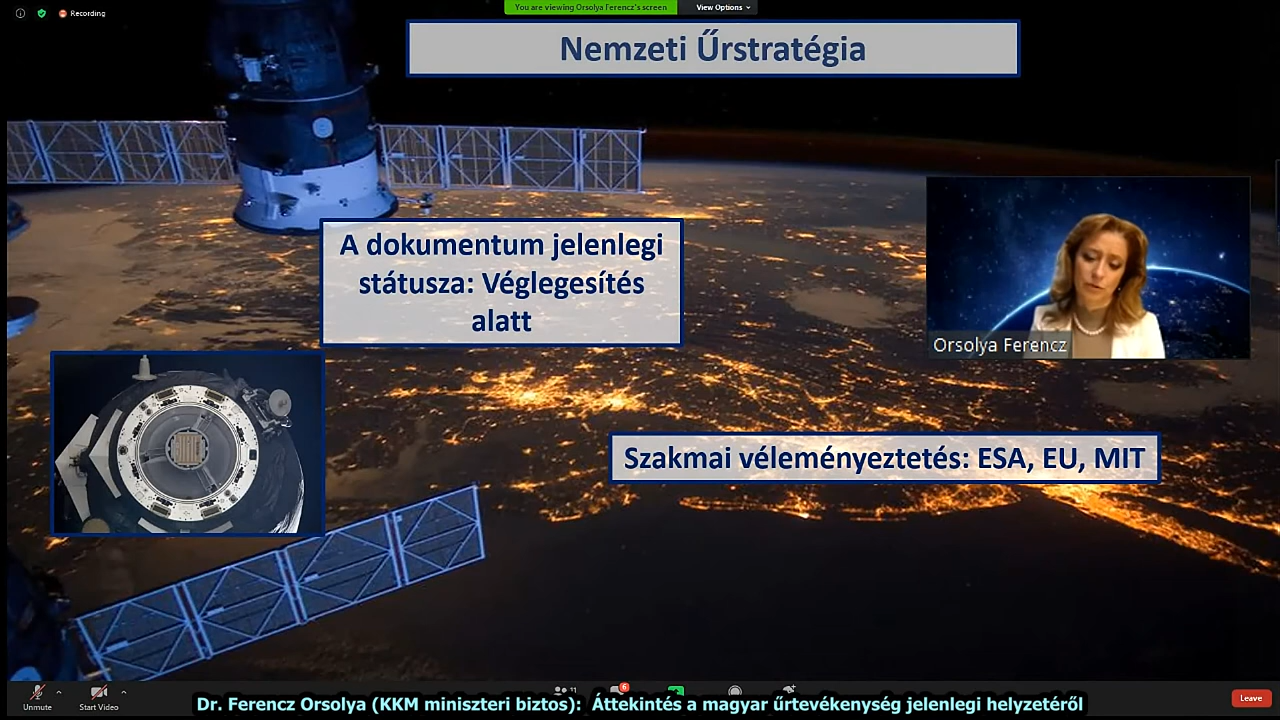 Recording
You are viewing Orsolya Ferencz's screen
View Options
Nemzeti Űrstratégia
A dokumentum jelenlegi
státusza: Véglegesítés
alatt
Orsolya Ferencz
Szakmai véleményeztetés: ESA, EU, MIT
Unmute
Start Video
11
6
Leave
Dr. Ferencz Orsolya (KKM miniszteri biztos): Áttekintés a magyar űrtevékenység jelenlegi helyzetéről